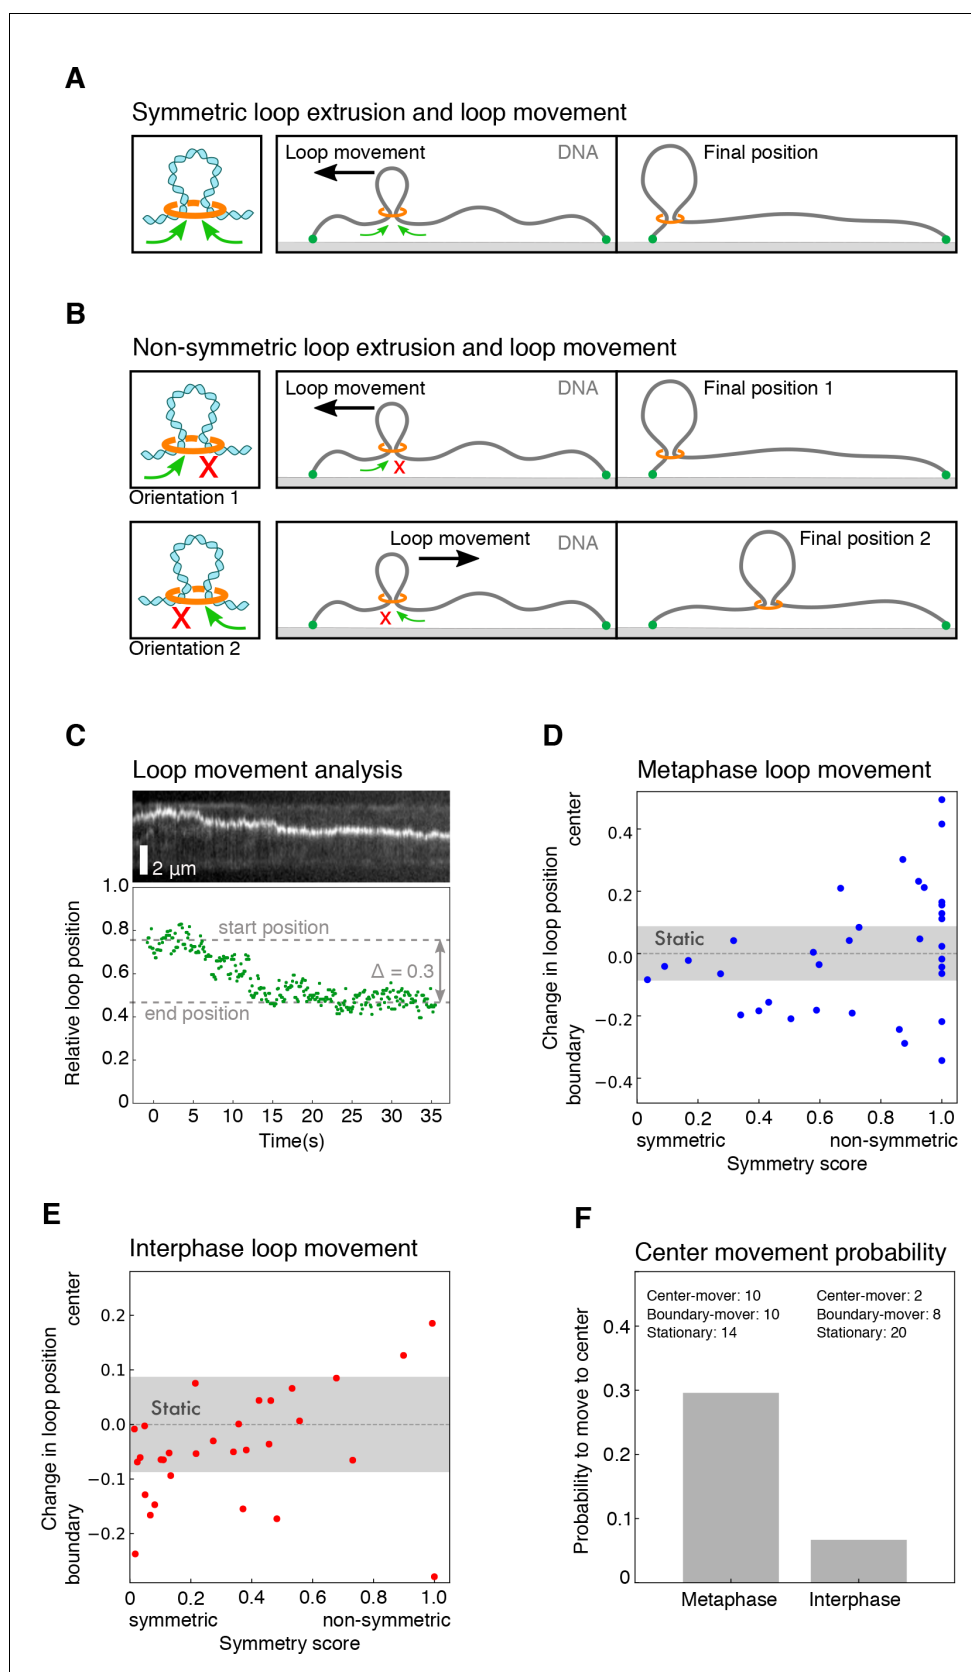 A
Symmetric loop extrusion and loop movement
Loop movement
DNA
Final position
B
Non-symmetric loop extrusion and loop movement
Loop movement
DNA
Final position 1
X
X
Orientation 1
Loop movement
DNA
Final position 2
X
X
Orientation 2
C
Loop movement analysis
2 µm
Relative loop position
1.0
0.8
0.6
0.4
0.2
0
start position
Δ = 0.3
end position
0 5 10 15 20 25 30 35
Time(s)
D
Metaphase loop movement
center
Change in loop position
boundary
0.4
0.2
0.0
−0.2
−0.4
Static
0 0.2 0.4 0.6 0.8 1.0
symmetric non-symmetric
Symmetry score
E
Interphase loop movement
center
Change in loop position
boundary
0.2
0.1
0.0
−0.1
−0.2
Static
0 0.2 0.4 0.6 0.8 1.0
symmetric non-symmetric
Symmetry score
F
Center movement probability
Probability to move to center
0.4
0.3
0.2
0.1
0
Center-mover: 10
Boundary-mover: 10
Stationary: 14
Center-mover: 2
Boundary-mover: 8
Stationary: 20
Metaphase Interphase